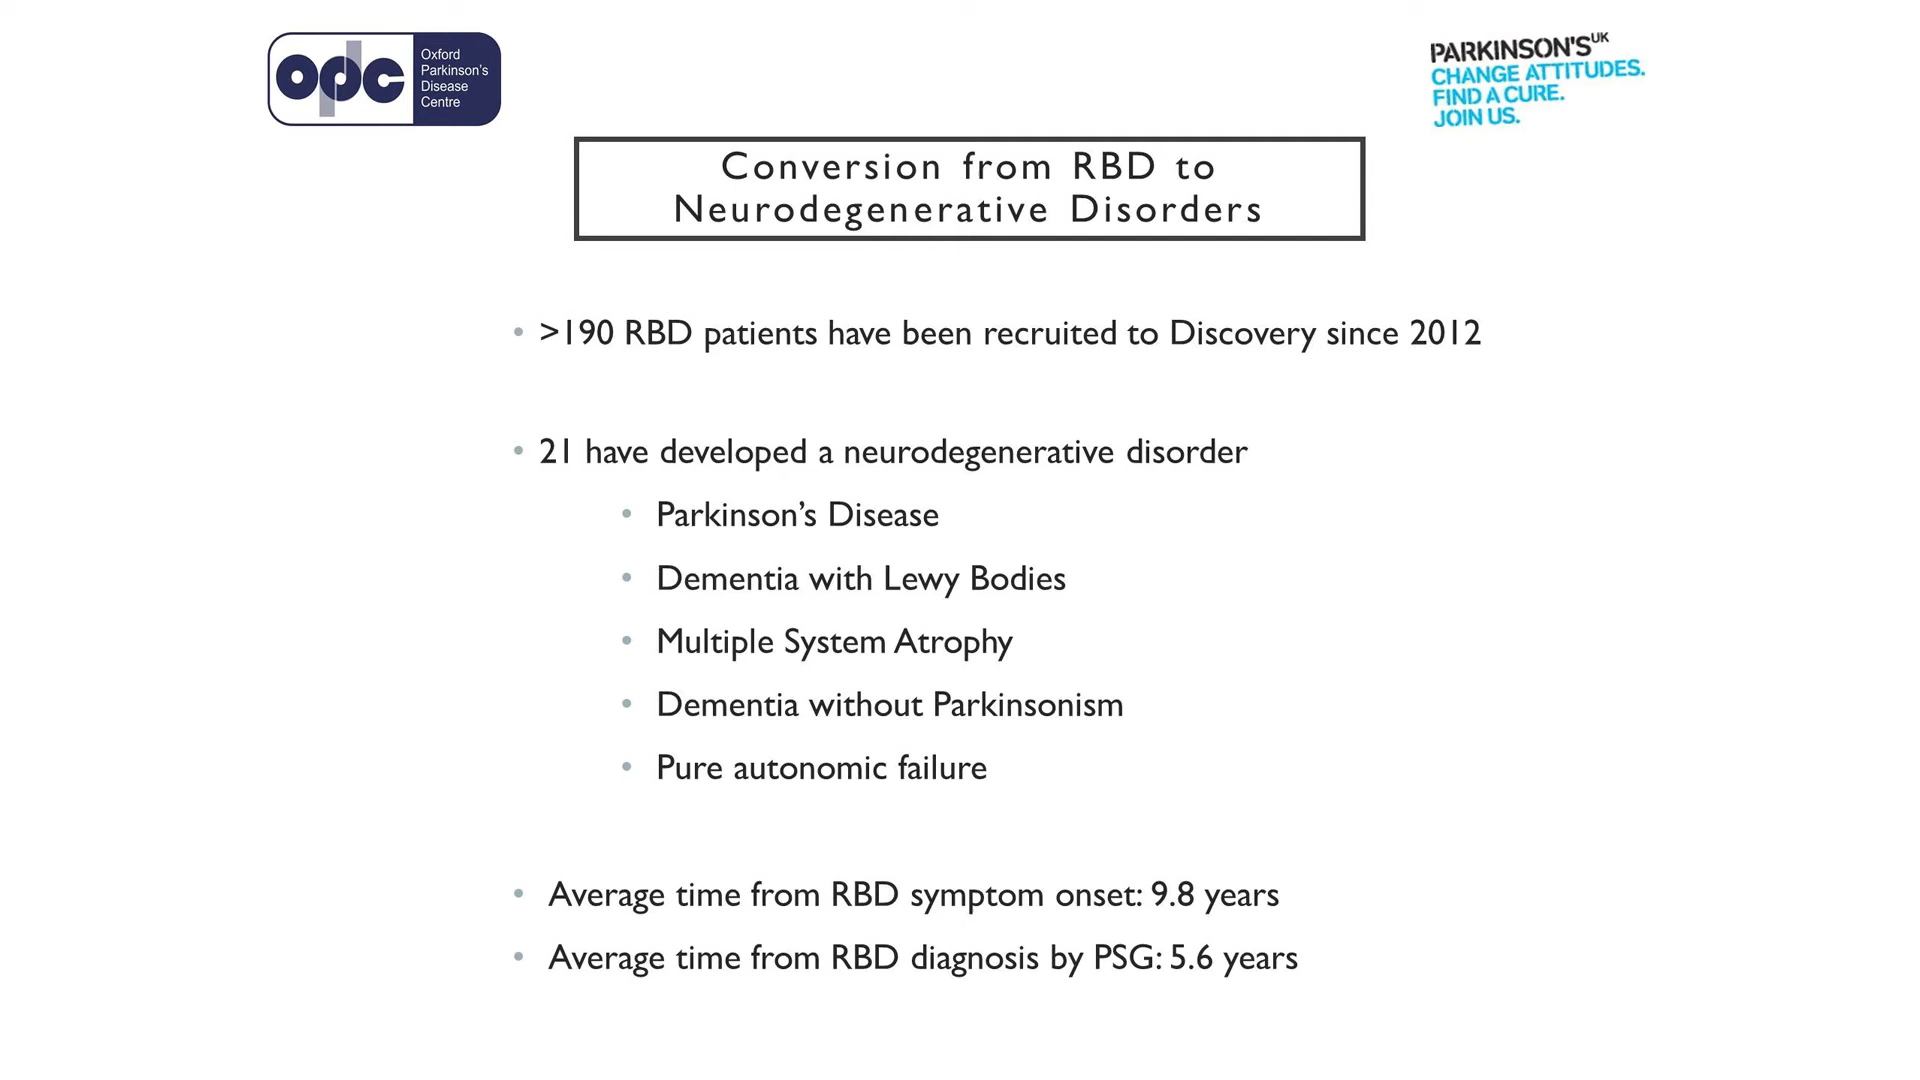 opdc
Oxford
Parkinson's
Disease
Centre
PARKINSON'S UK
CHANGE ATTITUDES.
FIND A CURE.
JOIN US.
Conversion from RBD to
Neurodegenerative Disorders
• >190 RBD patients have been recruited to Discovery since 2012
• 21 have developed a neurodegenerative disorder
• Parkinson’s Disease
• Dementia with Lewy Bodies
• Multiple System Atrophy
• Dementia without Parkinsonism
• Pure autonomic failure
• Average time from RBD symptom onset: 9.8 years
• Average time from RBD diagnosis by PSG: 5.6 years